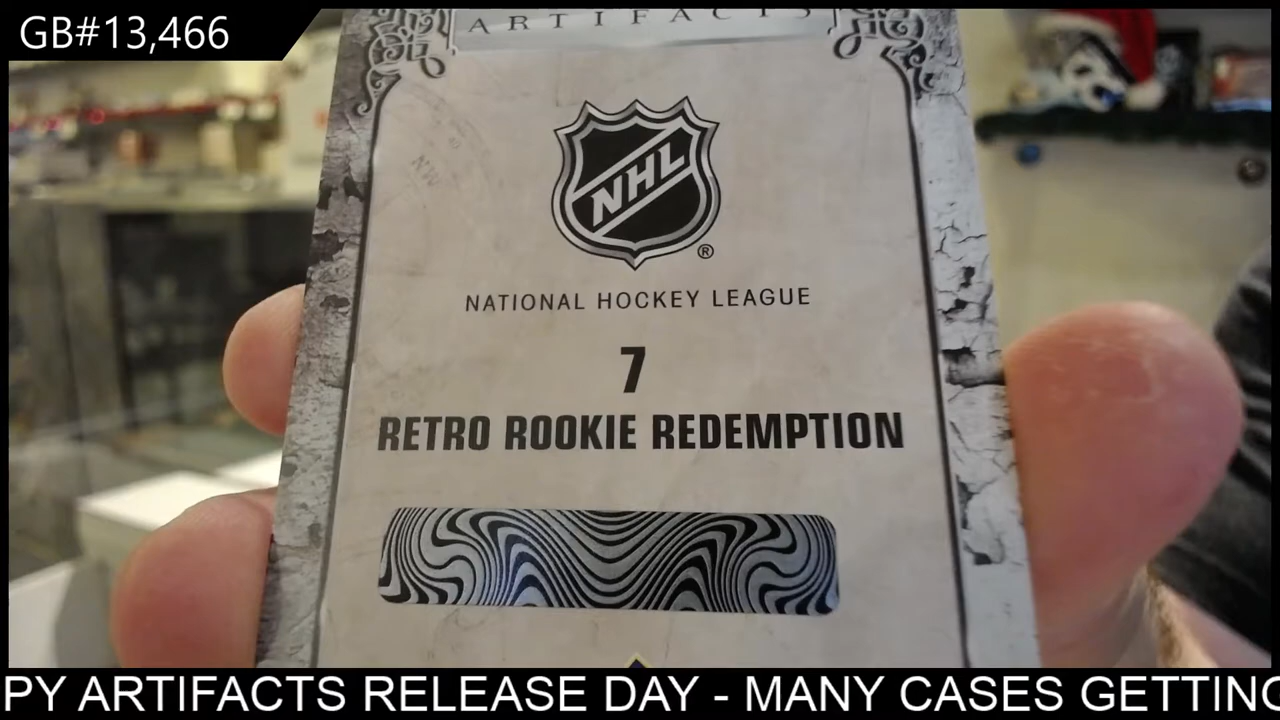 GB#13,466
ARTIFACTS
NHL
®
NATIONAL HOCKEY LEAGUE
7
RETRO ROOKIE REDEMPTION
PY ARTIFACTS RELEASE DAY - MANY CASES GETTING